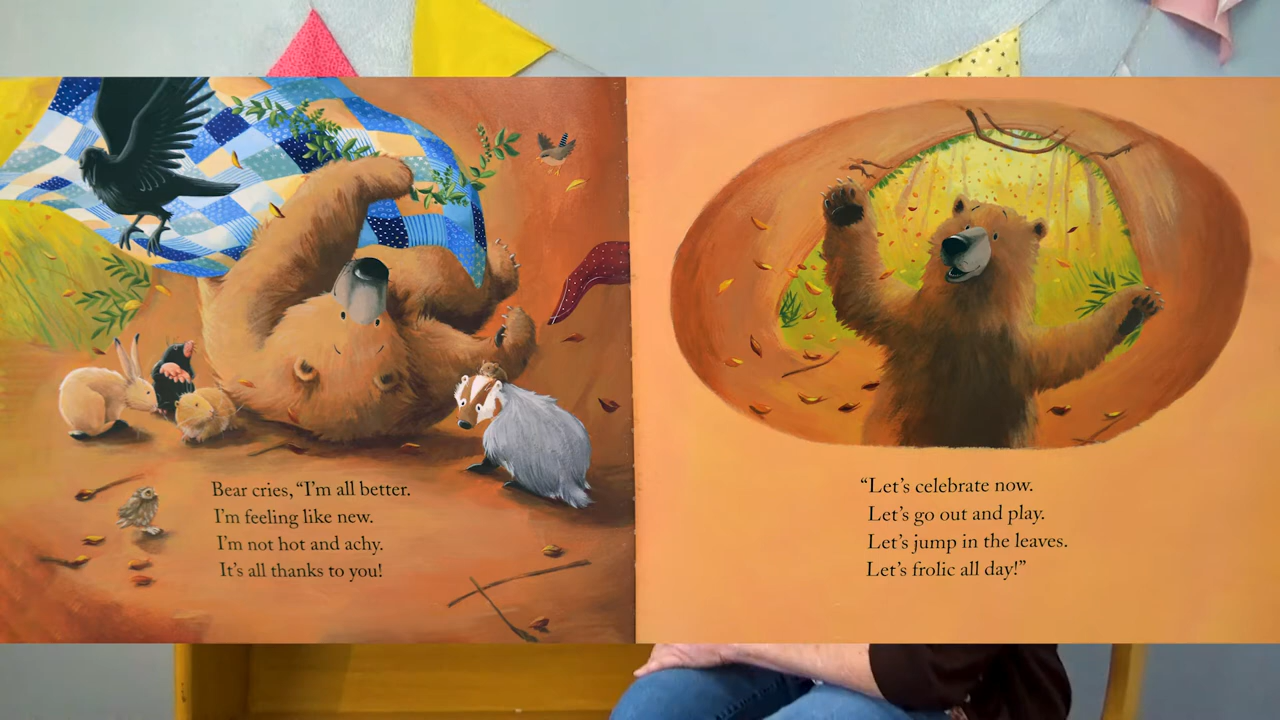 Bear cries, “I’m all better.
I’m feeling like new.
I’m not hot and achy.
It’s all thanks to you!
“Let’s celebrate now.
Let’s go out and play.
Let’s jump in the leaves.
Let’s frolic all day!”